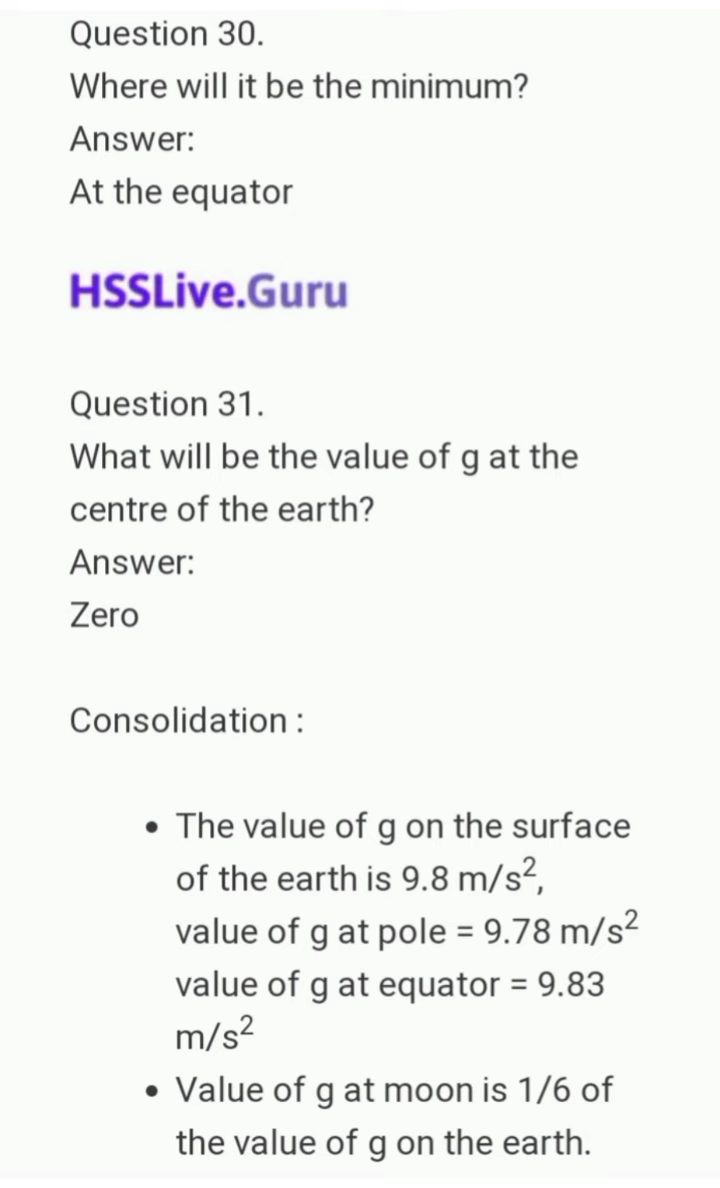 Question 30.
Where will it be the minimum?
Answer:
At the equator
HSSLive.Guru
Question 31.
What will be the value of g at the
centre of the earth?
Answer:
Zero
Consolidation :
• The value of g on the surface
of the earth is 9.8 m/s²,
value of g at pole = 9.78 m/s²
value of g at equator = 9.83
m/s²
• Value of g at moon is 1/6 of
the value of g on the earth.